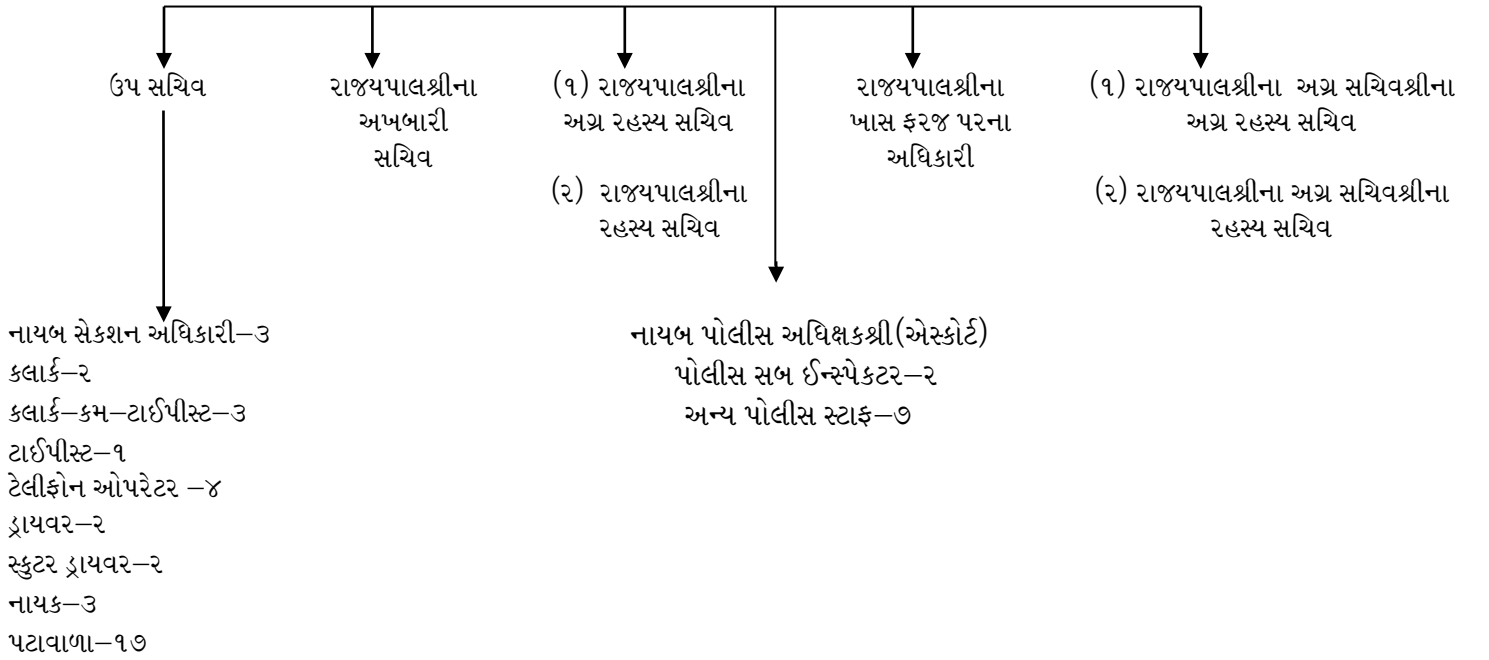 ઉપ સચિવ
રાજયપાલશ્રીના
અખબારી
સચિવ
(૧) રાજયપાલશ્રીના
અગ્ર રહસ્ય સચિવ
(૨) રાજયપાલશ્રીના
રહસ્ય સચિવ
રાજયપાલશ્રીના
ખાસ ફરજ પરના
અધિકારી
(૧) રાજયપાલશ્રીના અગ્ર સચિવશ્રીના
અગ્ર રહસ્ય સચિવ
(૨) રાજયપાલશ્રીના અગ્ર સચિવશ્રીના
રહસ્ય સચિવ
નાયબ સેકશન અધિકારી–૩
કલાર્ક–૨
કલાર્ક–કમ–ટાઈપીસ્ટ–૩
ટાઈપીસ્ટ–૧
ટેલીફોન ઓપરેટર –૪
ડ્રાયવર–૨
સ્કુટર ડ્રાયવર–૨
નાયક–૩
પટાવાળા–૧૭
નાયબ પોલીસ અધિક્ષકશ્રી(એસ્કોર્ટ)
પોલીસ સબ ઈન્સ્પેકટર–૨
અન્ય પોલીસ સ્ટાફ–૭